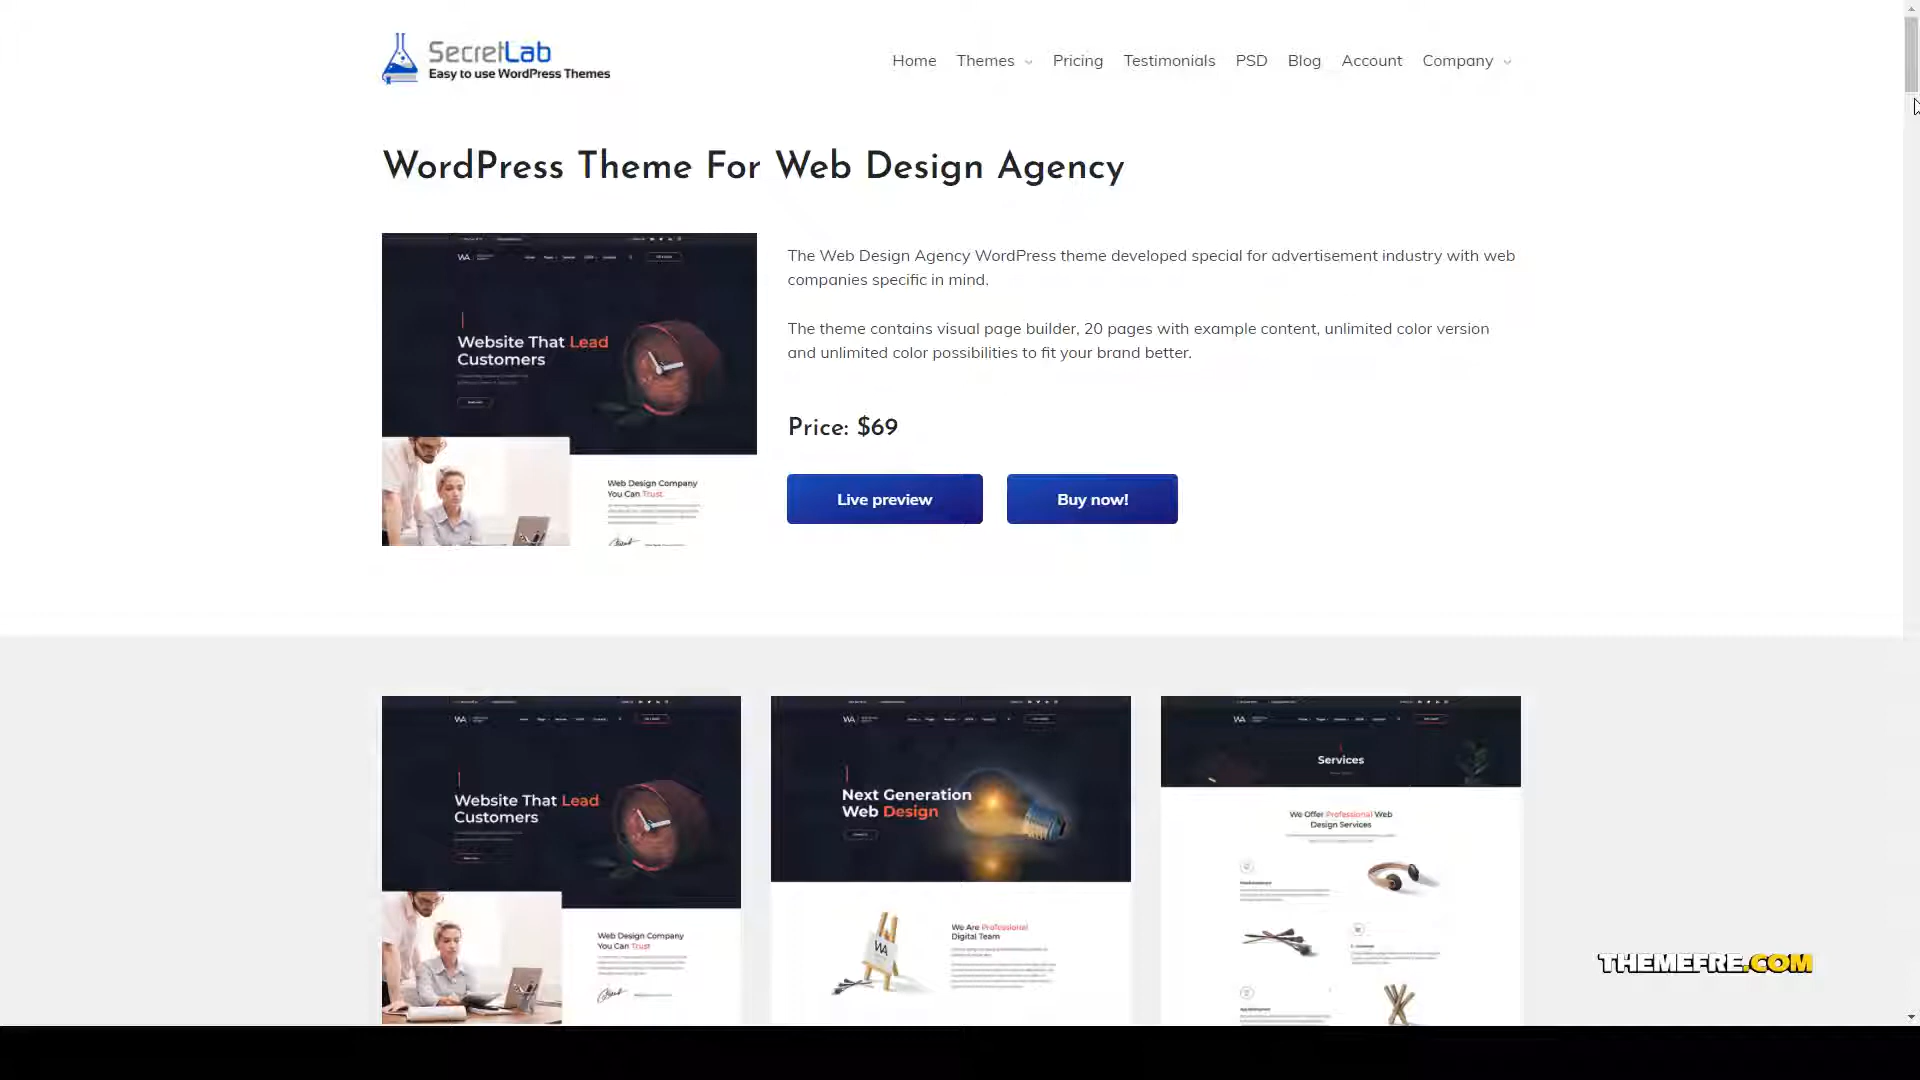 SecretLab
Easy to use WordPress Themes
Home Themes Pricing Testimonials PSD Blog Account Company
WordPress Theme For Web Design Agency
The Web Design Agency WordPress theme developed special for advertisement industry with web
companies specific in mind.
The theme contains visual page builder, 20 pages with example content, unlimited color version
and unlimited color possibilities to fit your brand better.
Price: $69
Live preview Buy now!
WA
Website That Lead
Customers
Web Design Company
You Can Trust
WA
Website That Lead
Customers
Web Design Company
You Can Trust
WA
Next Generation
Web Design
We Are Professional
Digital Team
WA
WA
Services
We Offer Professional Web
Design Services
THEMEFRE.COM